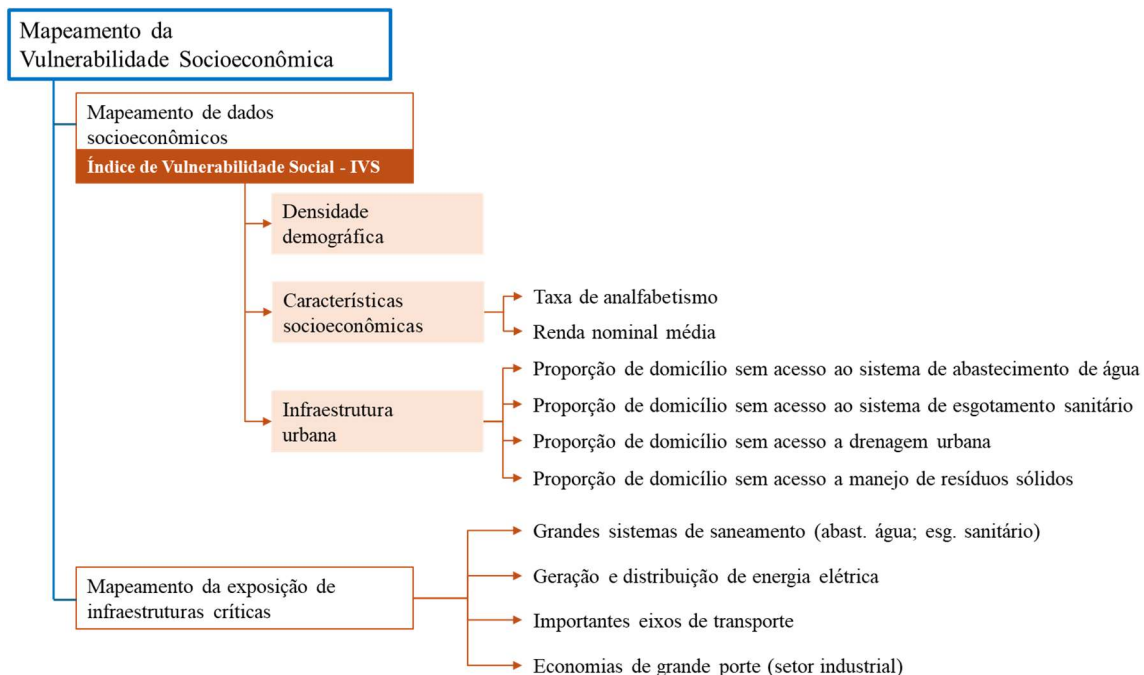 Mapeamento da
Vulnerabilidade Socioeconômica
Mapeamento de dados
socioeconômicos
Índice de Vulnerabilidade Social - IVS
Densidade
demográfica
Características
socioeconômicas
Taxa de analfabetismo
Renda nominal média
Infraestrutura
urbana
Proporção de domicílio sem acesso ao sistema de abastecimento de água
Proporção de domicílio sem acesso ao sistema de esgotamento sanitário
Proporção de domicílio sem acesso a drenagem urbana
Proporção de domicílio sem acesso a manejo de resíduos sólidos
Mapeamento da exposição de
infraestruturas críticas
Grandes sistemas de saneamento (abast. água; esg. sanitário)
Geração e distribuição de energia elétrica
Importantes eixos de transporte
Economias de grande porte (setor industrial)